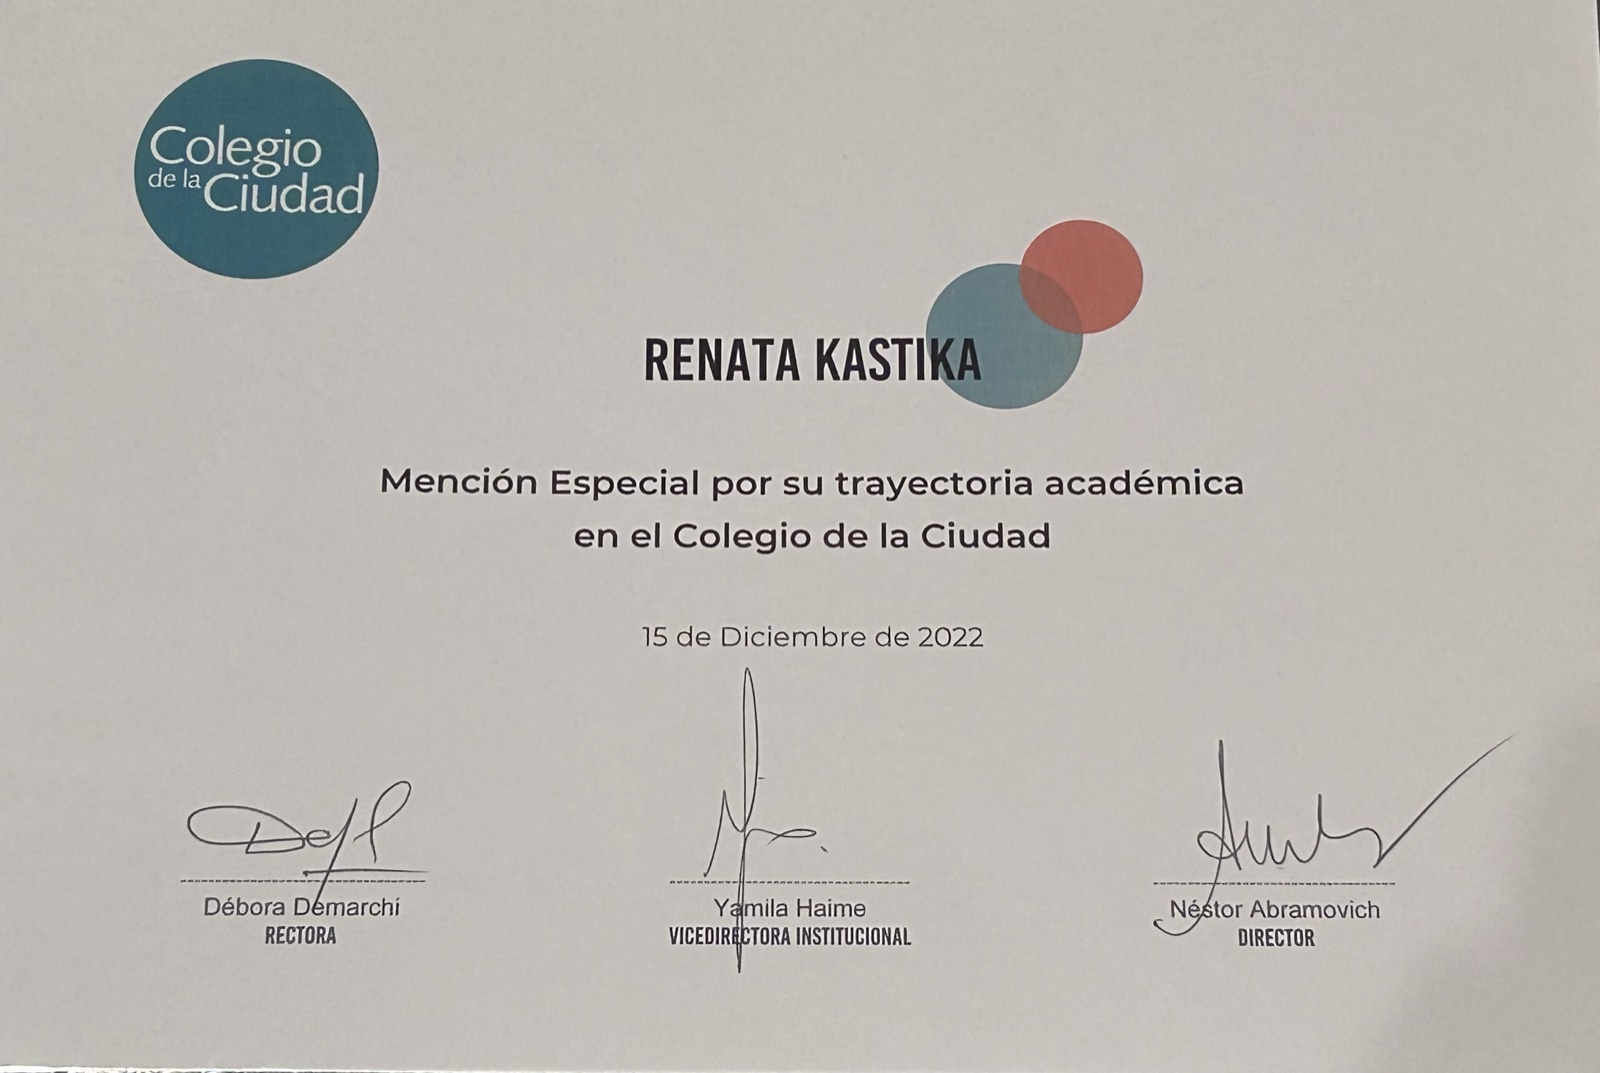 Colegio
de la Ciudad
RENATA KASTIKA
Mención Especial por su trayectoria académica
en el Colegio de la Ciudad
15 de Diciembre de 2022
Débora Demarchi
RECTORA
Yamila Haime
VICEDIRECTORA INSTITUCIONAL
Néstor Abramovich
DIRECTOR